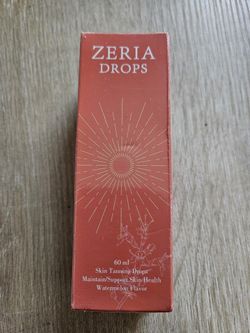 ZERIA
DROPS
60 ml
Skin Tanning Drops
Maintain/Support Skin Health
Watermelon Flavor